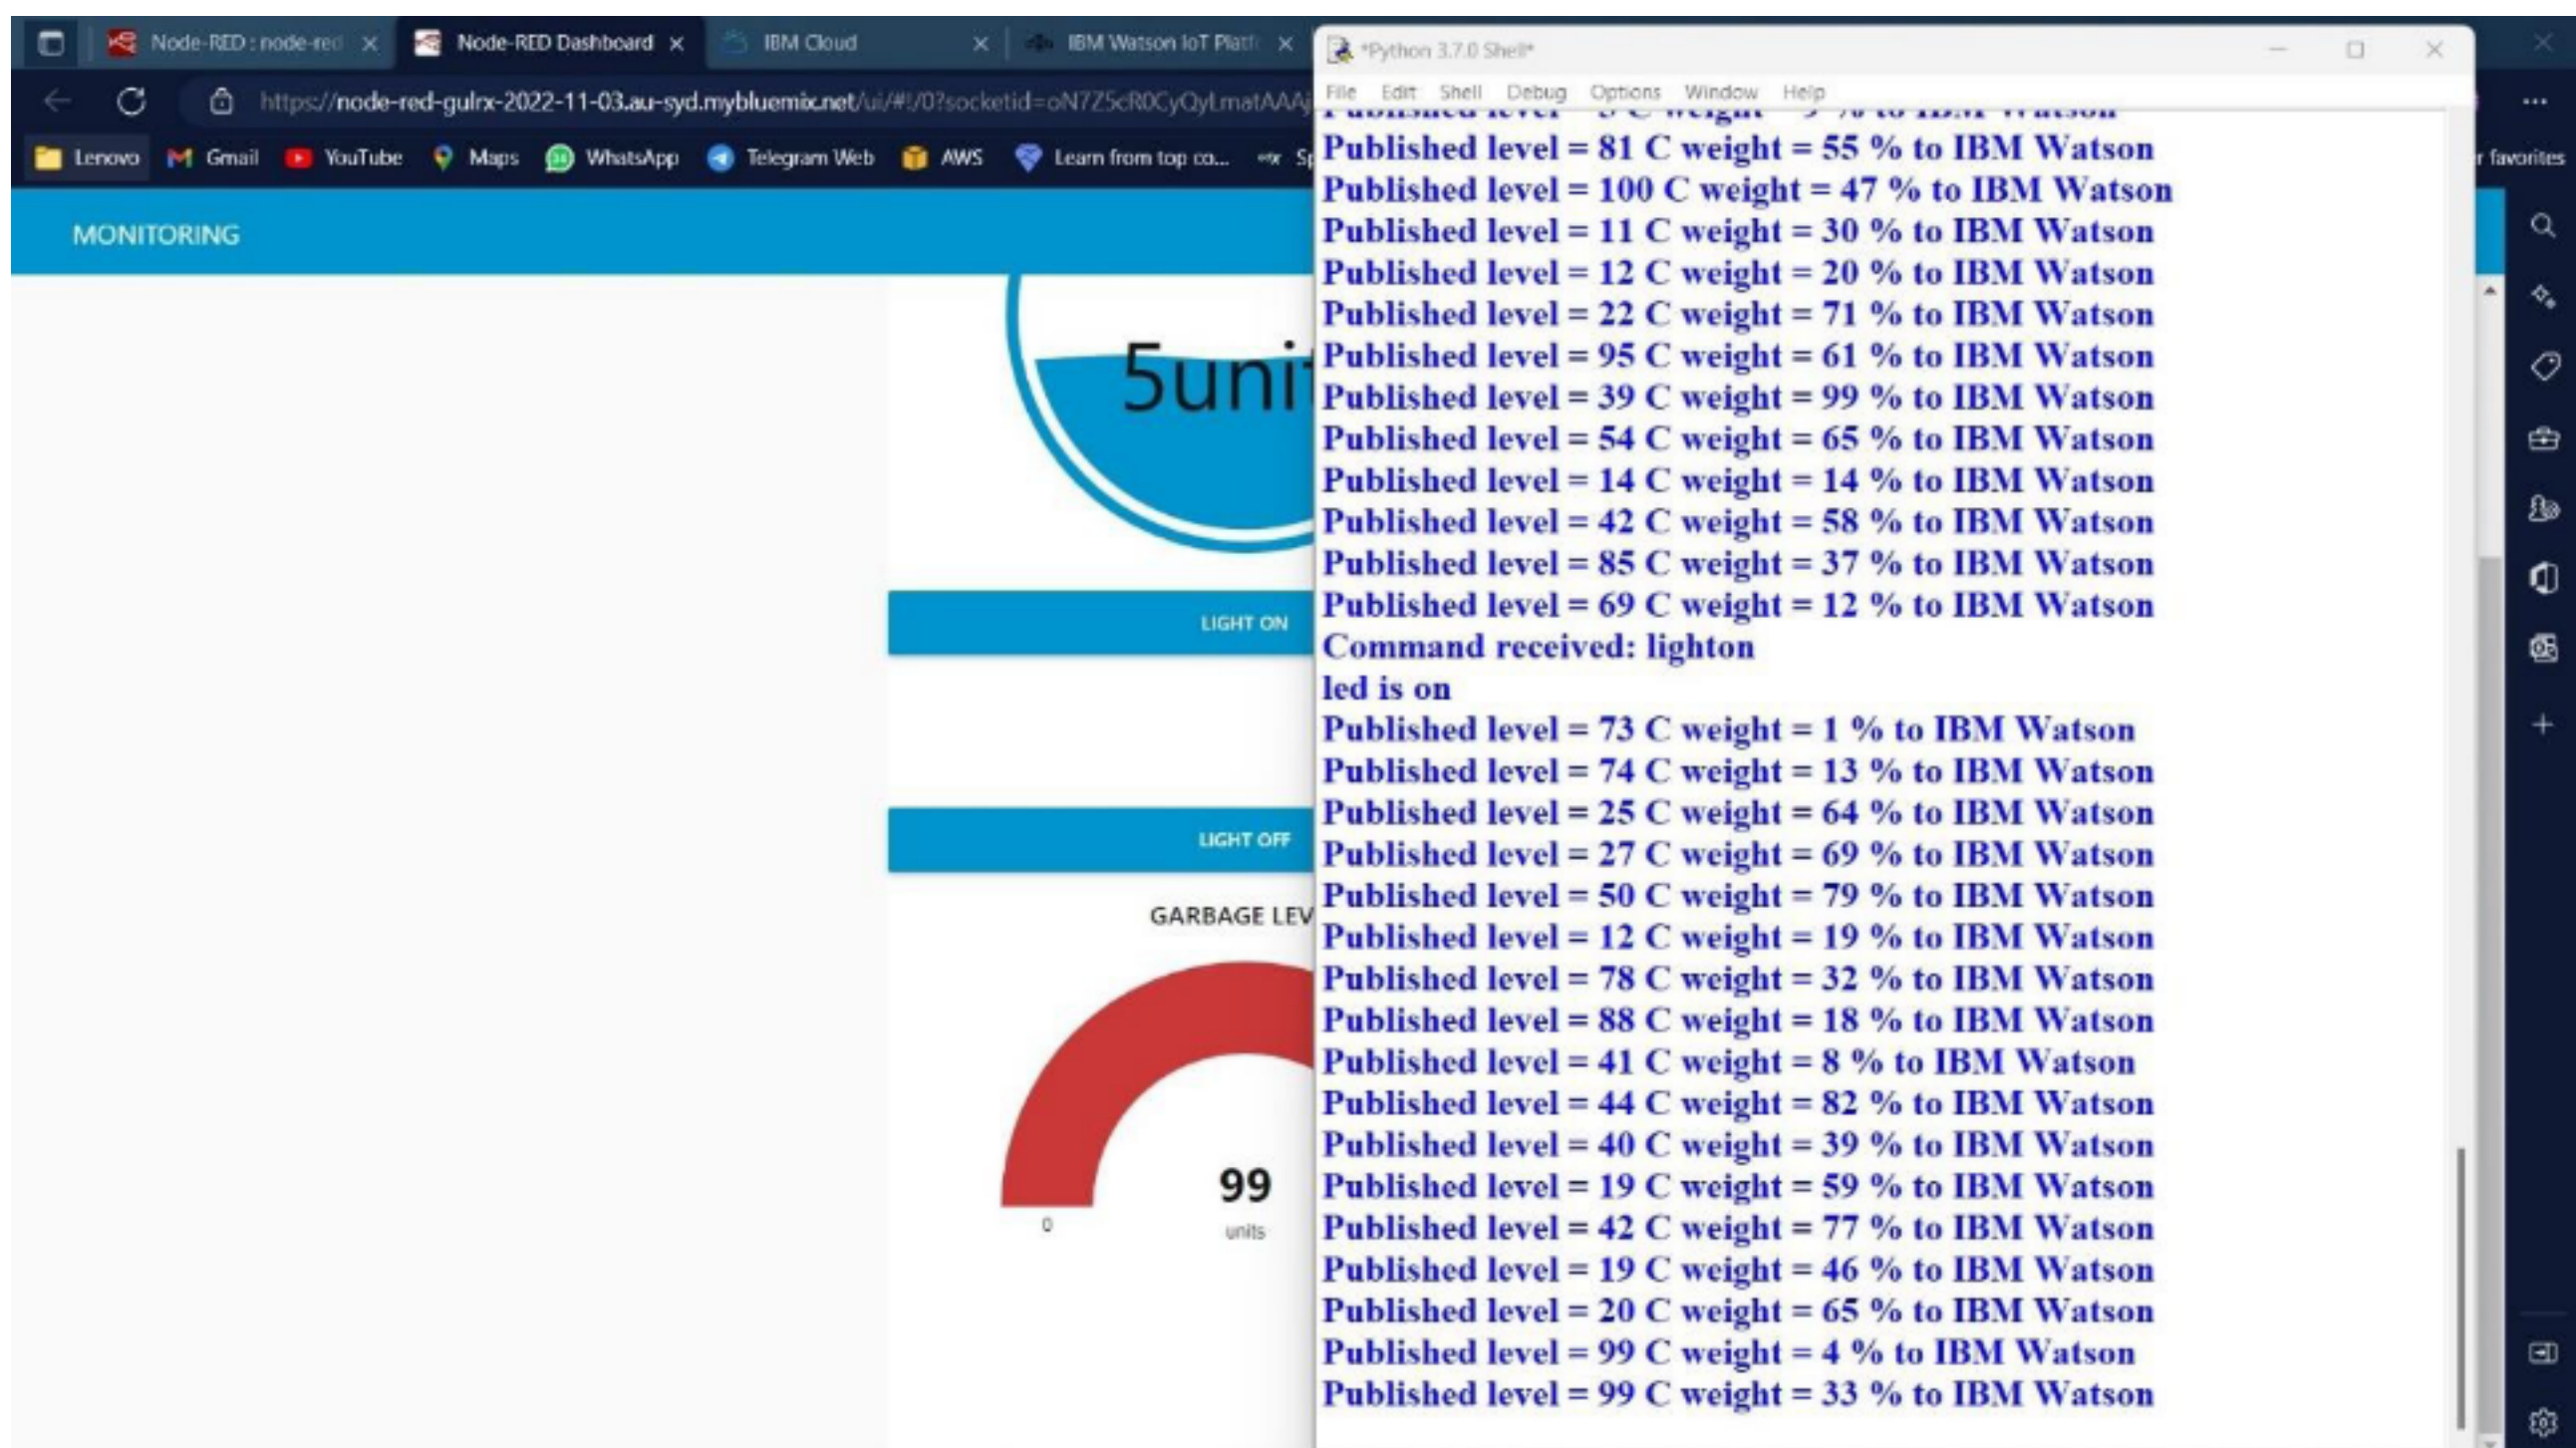 Node-RED : node-red
Node-RED Dashboard
IBM Cloud
IBM Watson IoT Platf
https://node-red-gulrx-2022-11-03.au-syd.mybluemix.net/ui/#!/0?socketid=
Lenovo
Gmail
YouTube
Maps
WhatsApp
Telegram Web
AWS
Learn from top co...
r favorites
MONITORING
5unit
LIGHT ON
LIGHT OFF
GARBAGE LEV
99
0
units
*Python 3.7.0 Shell*
File Edit Shell Debug Options Window Help
Published level = 81 C weight = 55 % to IBM Watson
Published level = 100 C weight = 47 % to IBM Watson
Published level = 11 C weight = 30 % to IBM Watson
Published level = 12 C weight = 20 % to IBM Watson
Published level = 22 C weight = 71 % to IBM Watson
Published level = 95 C weight = 61 % to IBM Watson
Published level = 39 C weight = 99 % to IBM Watson
Published level = 54 C weight = 65 % to IBM Watson
Published level = 14 C weight = 14 % to IBM Watson
Published level = 42 C weight = 58 % to IBM Watson
Published level = 85 C weight = 37 % to IBM Watson
Published level = 69 C weight = 12 % to IBM Watson
Command received: lighton
led is on
Published level = 73 C weight = 1 % to IBM Watson
Published level = 74 C weight = 13 % to IBM Watson
Published level = 25 C weight = 64 % to IBM Watson
Published level = 27 C weight = 69 % to IBM Watson
Published level = 50 C weight = 79 % to IBM Watson
Published level = 12 C weight = 19 % to IBM Watson
Published level = 78 C weight = 32 % to IBM Watson
Published level = 88 C weight = 18 % to IBM Watson
Published level = 41 C weight = 8 % to IBM Watson
Published level = 44 C weight = 82 % to IBM Watson
Published level = 40 C weight = 39 % to IBM Watson
Published level = 19 C weight = 59 % to IBM Watson
Published level = 42 C weight = 77 % to IBM Watson
Published level = 19 C weight = 46 % to IBM Watson
Published level = 20 C weight = 65 % to IBM Watson
Published level = 99 C weight = 4 % to IBM Watson
Published level = 99 C weight = 33 % to IBM Watson